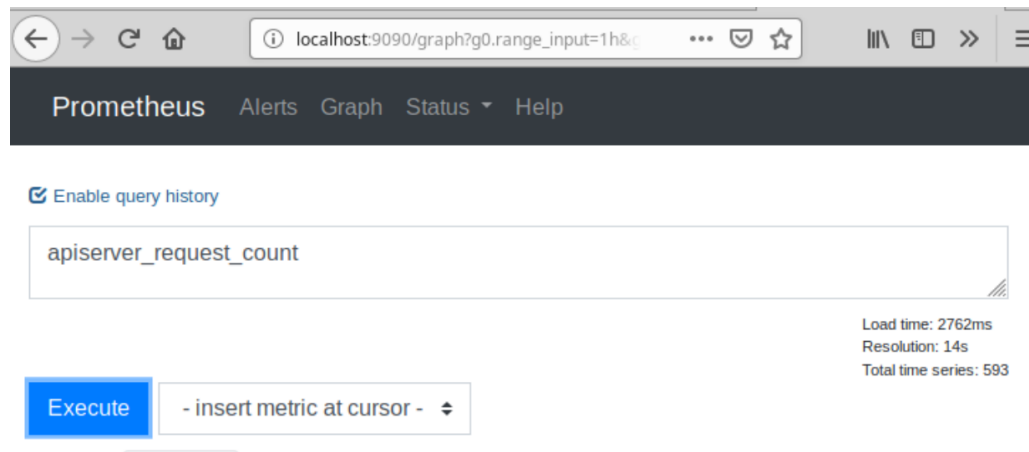 localhost:9090/graph?g0.range_input=1h&g
Prometheus Alerts Graph Status Help
Enable query history
apiserver_request_count
Load time: 2762ms
Resolution: 14s
Total time series: 593
Execute - insert metric at cursor -